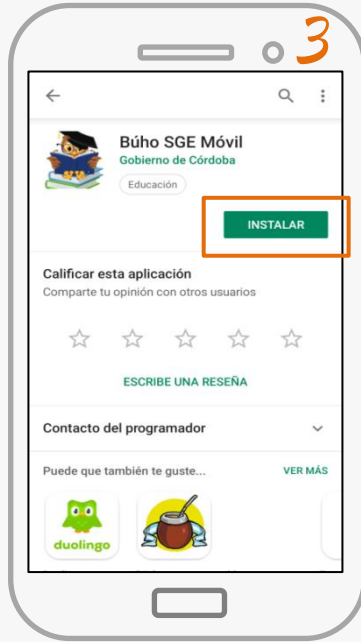 3
Búho SGE Móvil
Gobierno de Córdoba
Educación
INSTALAR
Calificar esta aplicación
Comparte tu opinión con otros usuarios
ESCRIBE UNA RESEÑA
Contacto del programador
Puede que también te guste... VER MÁS
duolingo